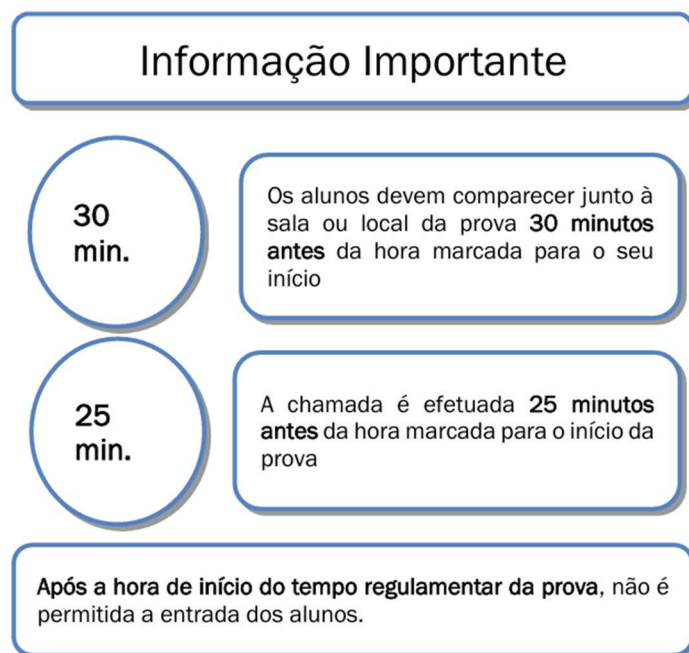 Informação Importante
30
min.
Os alunos devem comparecer junto à
sala ou local da prova 30 minutos
antes da hora marcada para o seu
início
25
min.
A chamada é efetuada 25 minutos
antes da hora marcada para o início da
prova
Após a hora de início do tempo regulamentar da prova, não é
permitida a entrada dos alunos.